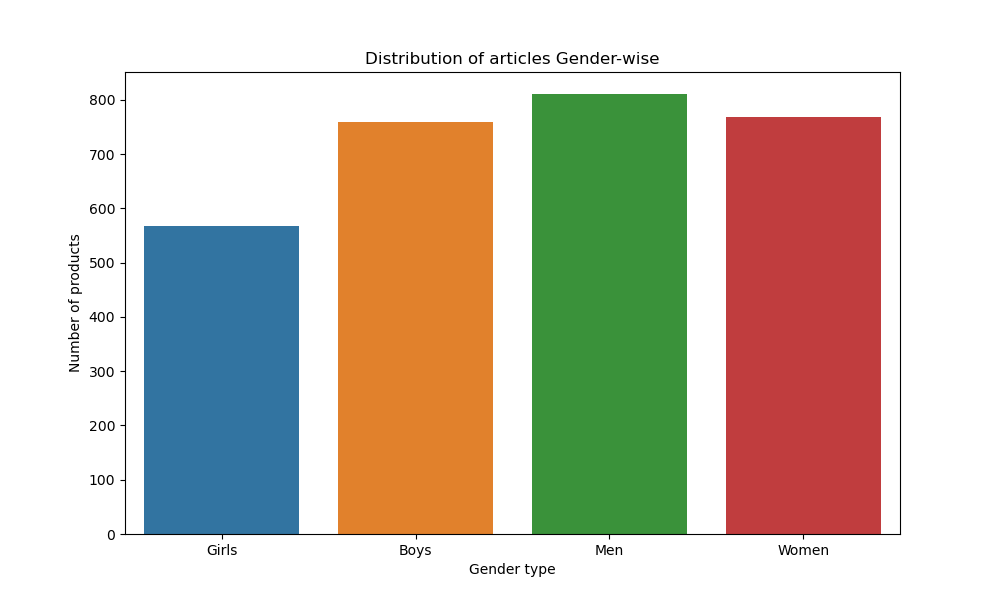 Distribution of articles Gender-wise
800
700
600
500
400
300
200
100
0
Number of products
Girls
Boys
Men
Women
Gender type